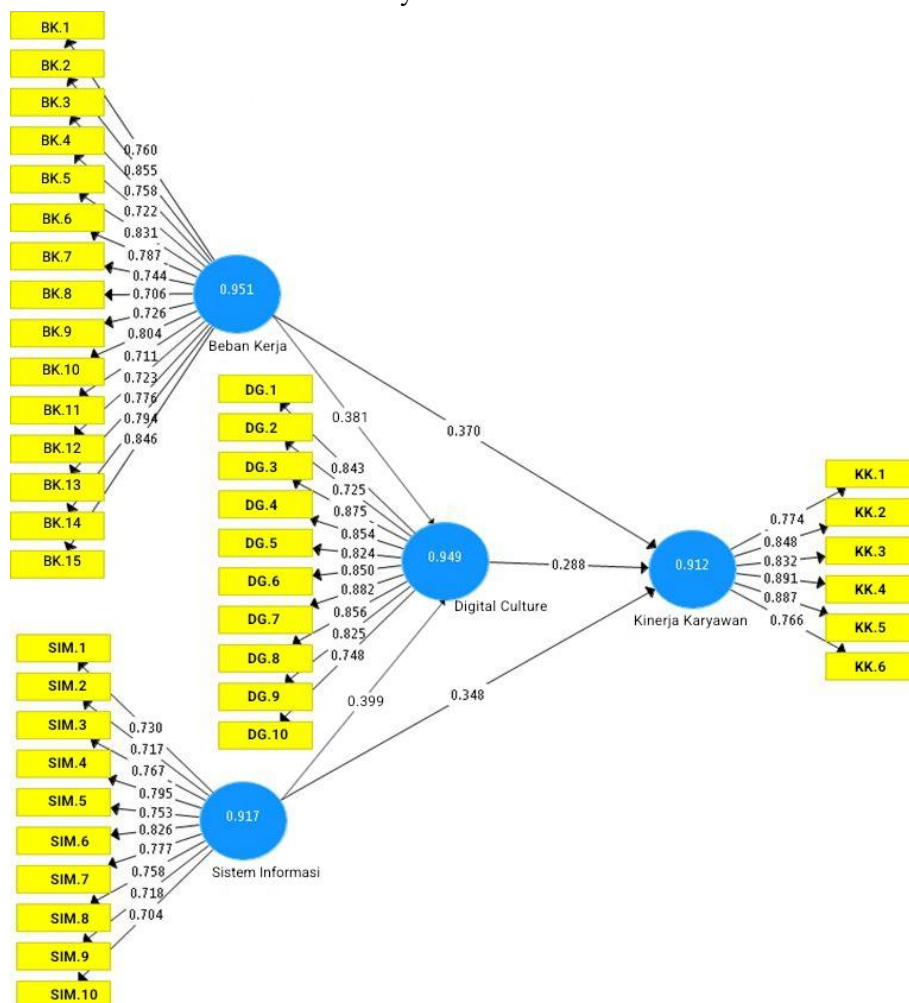 y
BK.1
BK.2
BK.3
BK.4
BK.5
BK.6
BK.7
BK.8
BK.9
BK.10
BK.11
BK.12
BK.13
BK.14
BK.15
0.760
0.855
0.758
0.722
0.831
0.787
0.744
0.706
0.726
0.804
0.711
0.723
0.776
0.794
0.846
0.951
Beban Kerja
0.381
0.370
DG.1
DG.2
DG.3
DG.4
DG.5
DG.6
DG.7
DG.8
DG.9
DG.10
0.843
0.725
0.875
0.854
0.824
0.850
0.882
0.856
0.825
0.748
0.949
Digital Culture
0.288
0.912
Kinerja Karyawan
0.774
0.848
0.832
0.891
0.887
0.766
KK.1
KK.2
KK.3
KK.4
KK.5
KK.6
0.399
0.348
SIM.1
SIM.2
SIM.3
SIM.4
SIM.5
SIM.6
SIM.7
SIM.8
SIM.9
SIM.10
0.730
0.717
0.767
0.795
0.753
0.826
0.777
0.758
0.718
0.704
0.917
Sistem Informasi